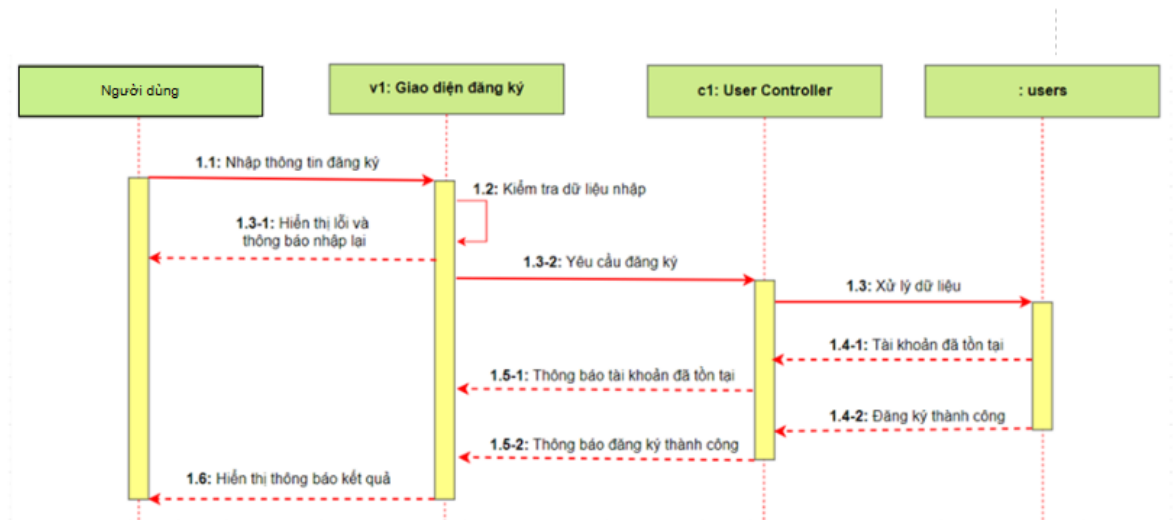 Người dùng
v1: Giao diện đăng ký
c1: User Controller
: users
1.1: Nhập thông tin đăng ký
1.2: Kiểm tra dữ liệu nhập
1.3-1: Hiển thị lỗi và
thông báo nhập lại
1.3-2: Yêu cầu đăng ký
1.3: Xử lý dữ liệu
1.4-1: Tài khoản đã tồn tại
1.5-1: Thông báo tài khoản đã tồn tại
1.4-2: Đăng ký thành công
1.5-2: Thông báo đăng ký thành công
1.6: Hiển thị thông báo kết quả